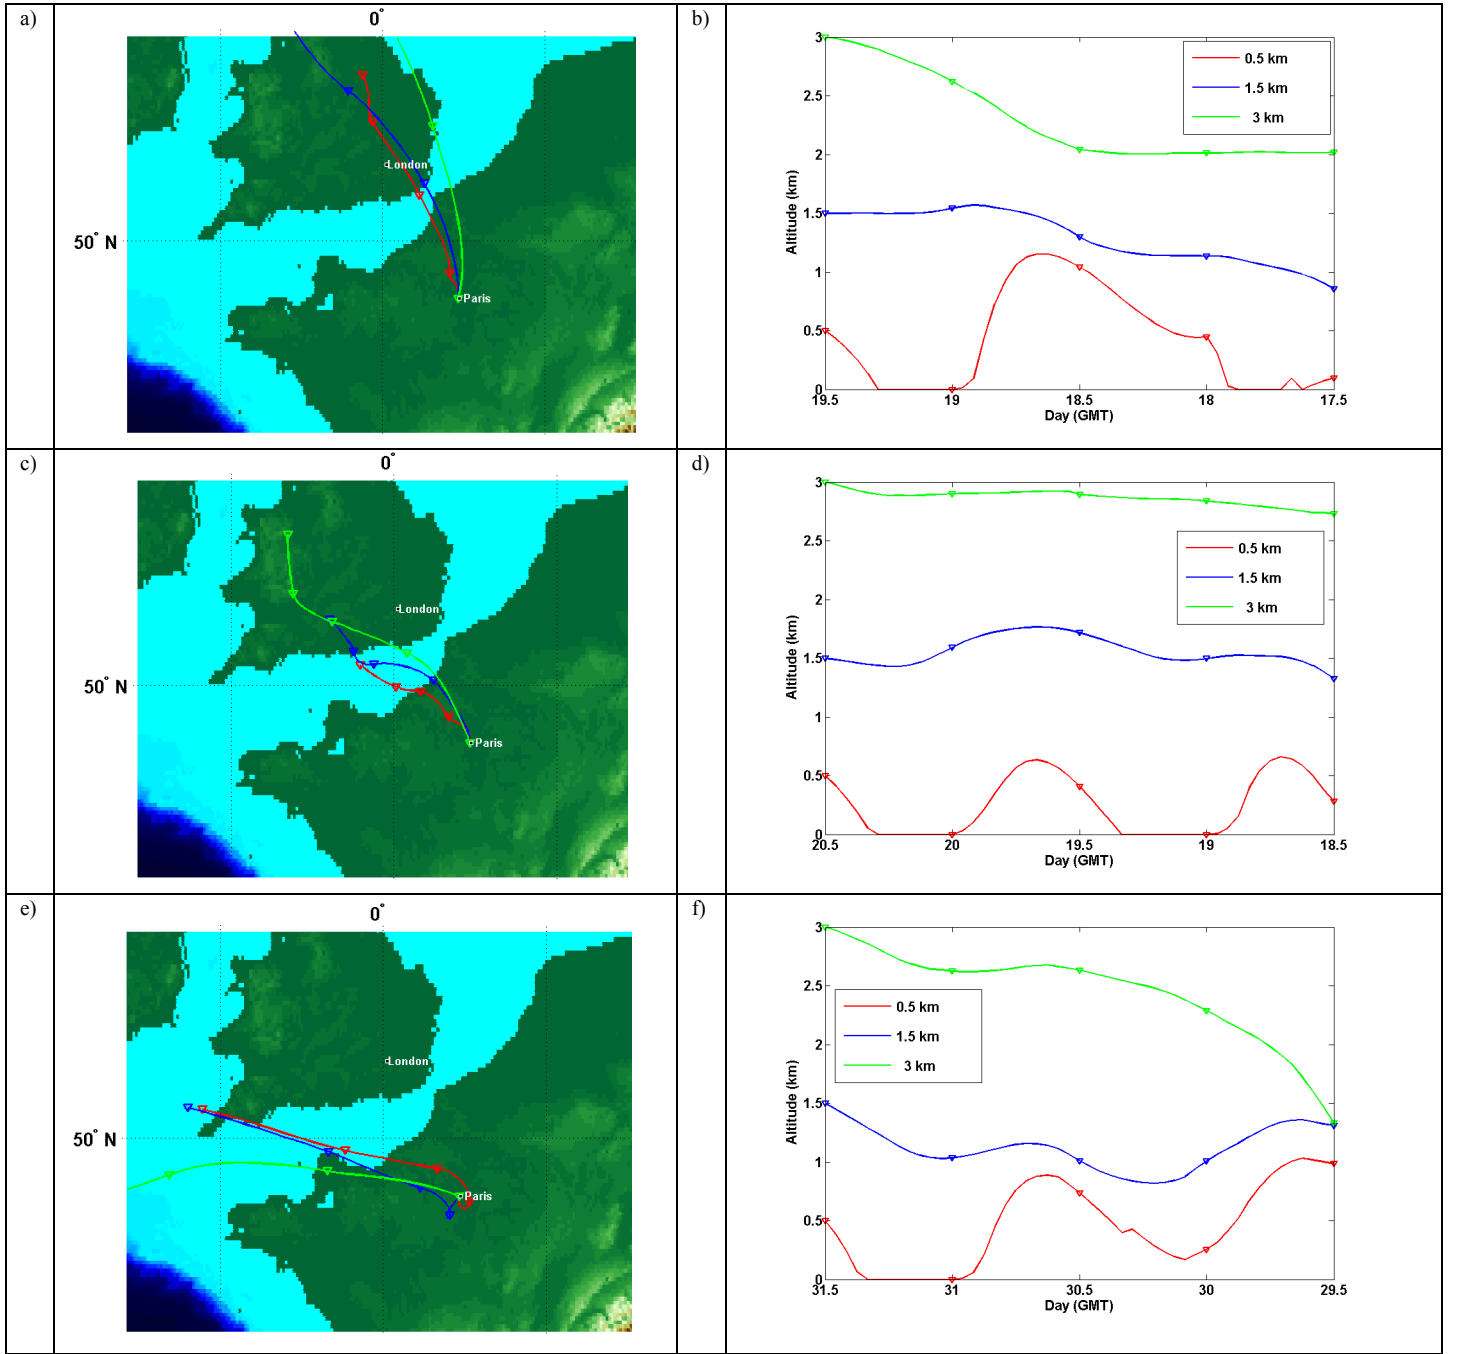 a)
0°
London
50° N
Paris
b)
3
2.5
2
1.5
1
0.5
0
Altitude (km)
0.5 km
1.5 km
3 km
19.5
19
18.5
18
17.5
Day (GMT)
c)
0°
London
50° N
Paris
d)
3
2.5
2
1.5
1
0.5
0
Altitude (km)
0.5 km
1.5 km
3 km
20.5
20
19.5
19
18.5
Day (GMT)
e)
0°
London
50° N
Paris
f)
3
2.5
2
1.5
1
0.5
0
Altitude (km)
0.5 km
1.5 km
3 km
31.5
31
30.5
30
29.5
Day (GMT)